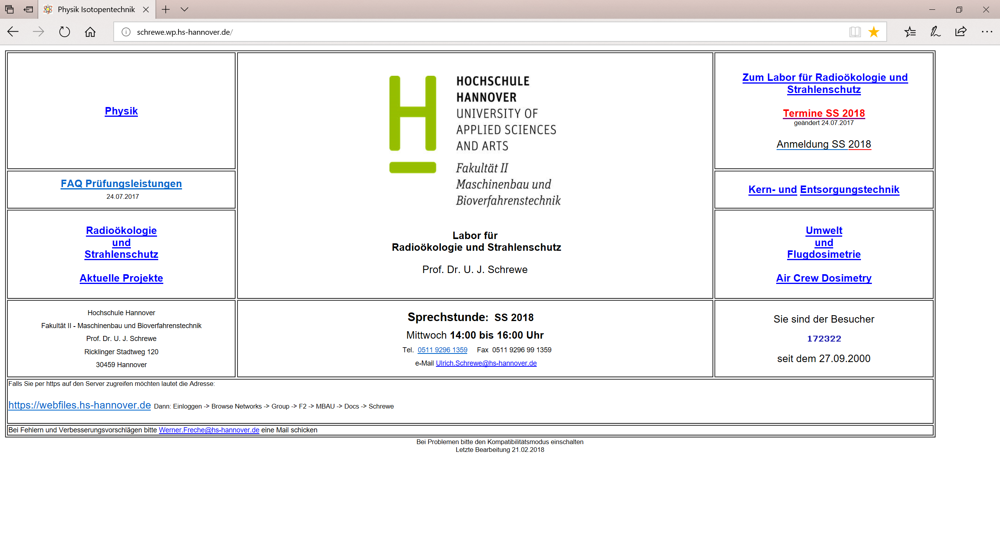 Physik Isotopentechnik
schrewe.wp.hs-hannover.de/
Physik
HOCHSCHULE
HANNOVER
UNIVERSITY OF
APPLIED SCIENCES
AND ARTS
Fakultät II
Maschinenbau und
Bioverfahrenstechnik
Labor für
Radioökologie und Strahlenschutz
Prof. Dr. U. J. Schrewe
Zum Labor für Radioökologie und
Strahlenschutz
Termine SS 2018
geändert 24.07.2017
Anmeldung SS 2018
FAQ Prüfungsleistungen
24.07.2017
Kern- und Entsorgungstechnik
Radioökologie
und
Strahlenschutz
Aktuelle Projekte
Umwelt
und
Flugdosimetrie
Air Crew Dosimetry
Hochschule Hannover
Fakultät II - Maschinenbau und Bioverfahrenstechnik
Prof. Dr. U. J. Schrewe
Ricklinger Stadtweg 120
30459 Hannover
Sprechstunde: SS 2018
Mittwoch 14:00 bis 16:00 Uhr
Tel. 0511 9296 1359 Fax 0511 9296 99 1359
e-Mail Ulrich.Schrewe@hs-hannover.de
Sie sind der Besucher
172322
seit dem 27.09.2000
Falls Sie per https auf den Server zugreifen möchten lautet die Adresse:
https://webfiles.hs-hannover.de Dann: Einloggen -> Browse Networks -> Group -> F2 -> MBAU -> Docs -> Schrewe
Bei Fehlern und Verbesserungsvorschlägen bitte Werner.Freche@hs-hannover.de eine Mail schicken
Bei Problemen bitte den Kompatibilitätsmodus einschalten
Letzte Bearbeitung 21.02.2018